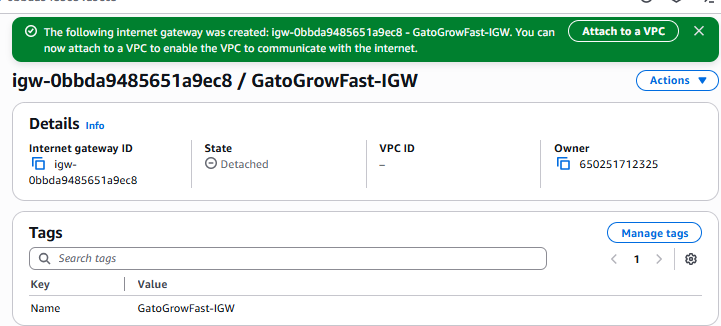 The following internet gateway was created: igw-0bbda9485651a9ec8 - GatoGrowFast-IGW. You can
now attach to a VPC to enable the VPC to communicate with the internet.
Attach to a VPC
igw-0bbda9485651a9ec8 / GatoGrowFast-IGW
Actions
Details Info
Internet gateway ID
igw-
0bbda9485651a9ec8
State
Detached
VPC ID
–
Owner
650251712325
Tags
Manage tags
Search tags
1
Key Value
Name GatoGrowFast-IGW